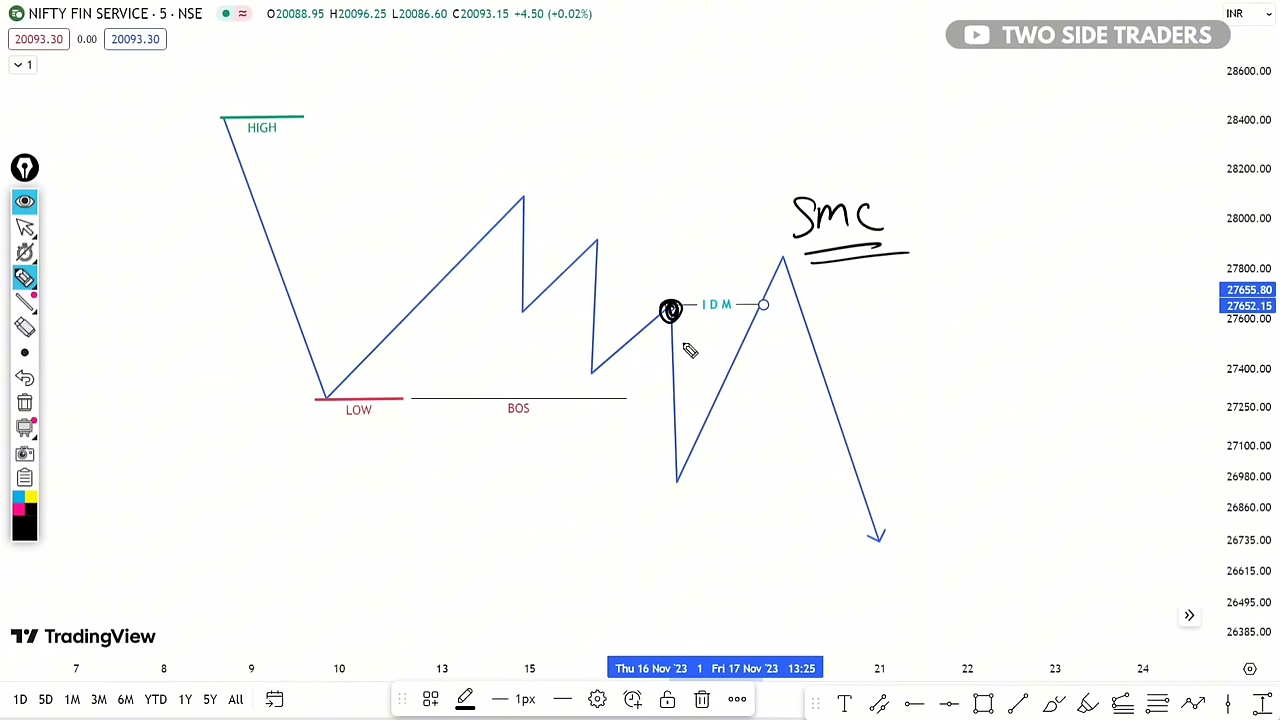 NIFTY FIN SERVICE · 5 · NSE
O20088.95 H20096.25 L20086.60 C20093.15 +4.50 (+0.02%)
INR
20093.30 0.00 20093.30
TWO SIDE TRADERS
1
28600.00
28400.00
HIGH
28200.00
SMC
28000.00
27800.00
27655.80
IDM
27652.15
27600.00
27400.00
LOW
BOS
27250.00
27100.00
26980.00
26860.00
26735.00
26615.00
26495.00
26385.00
TradingView
7 8 9 10 13 15 Thu 16 Nov '23 1 Fri 17 Nov '23 13:25 21 22 23 24
1D 5D 1M 3M 6M YTD 1Y 5Y All
1px
T